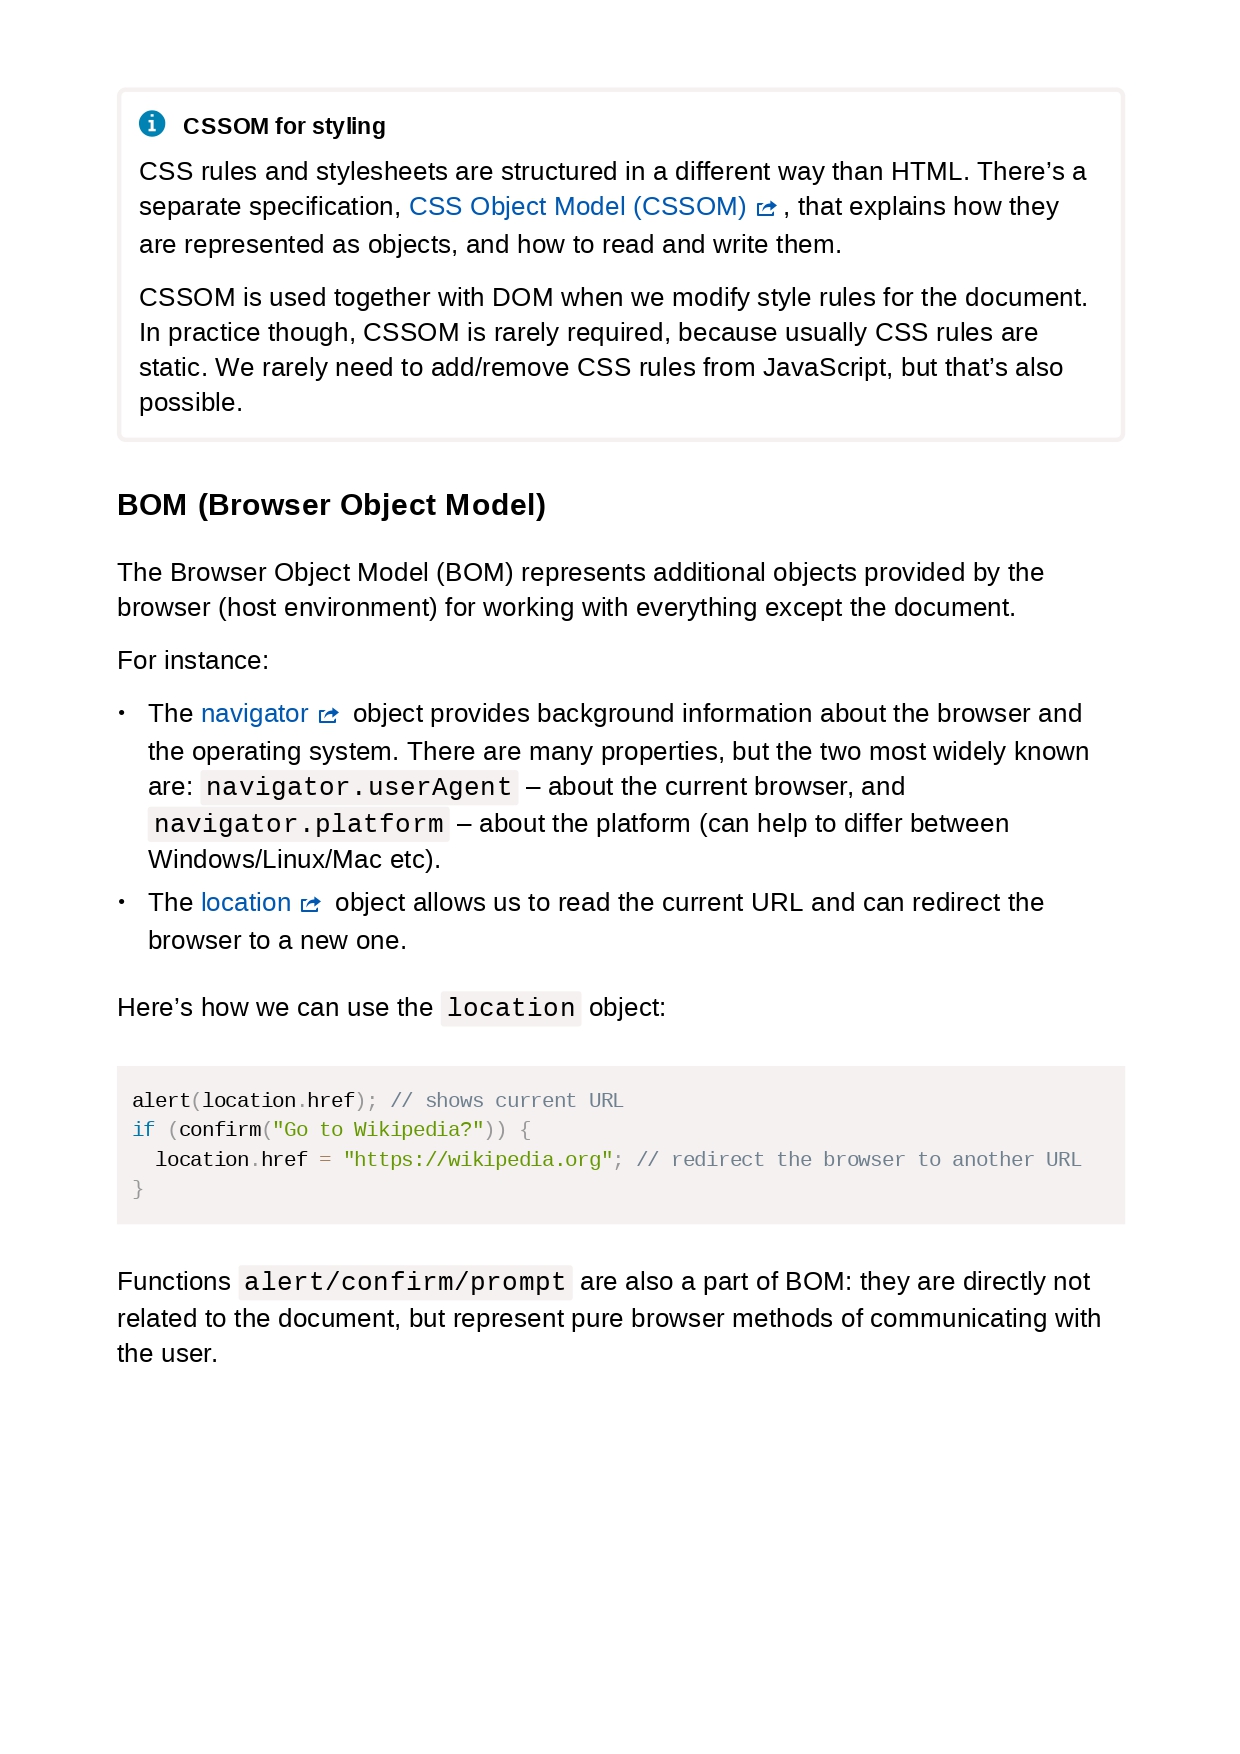 CSSOM for styling
CSS rules and stylesheets are structured in a different way than HTML. There’s a
separate specification, CSS Object Model (CSSOM) , that explains how they
are represented as objects, and how to read and write them.
CSSOM is used together with DOM when we modify style rules for the document.
In practice though, CSSOM is rarely required, because usually CSS rules are
static. We rarely need to add/remove CSS rules from JavaScript, but that’s also
possible.
BOM (Browser Object Model)
The Browser Object Model (BOM) represents additional objects provided by the
browser (host environment) for working with everything except the document.
For instance:
• The navigator object provides background information about the browser and
the operating system. There are many properties, but the two most widely known
are: navigator.userAgent – about the current browser, and
navigator.platform – about the platform (can help to differ between
Windows/Linux/Mac etc).
• The location object allows us to read the current URL and can redirect the
browser to a new one.
Here’s how we can use the location object:
alert(location.href); // shows current URL
if (confirm("Go to Wikipedia?")) {
  location.href = "https://wikipedia.org"; // redirect the browser to another URL
}
Functions alert/confirm/prompt are also a part of BOM: they are directly not
related to the document, but represent pure browser methods of communicating with
the user.